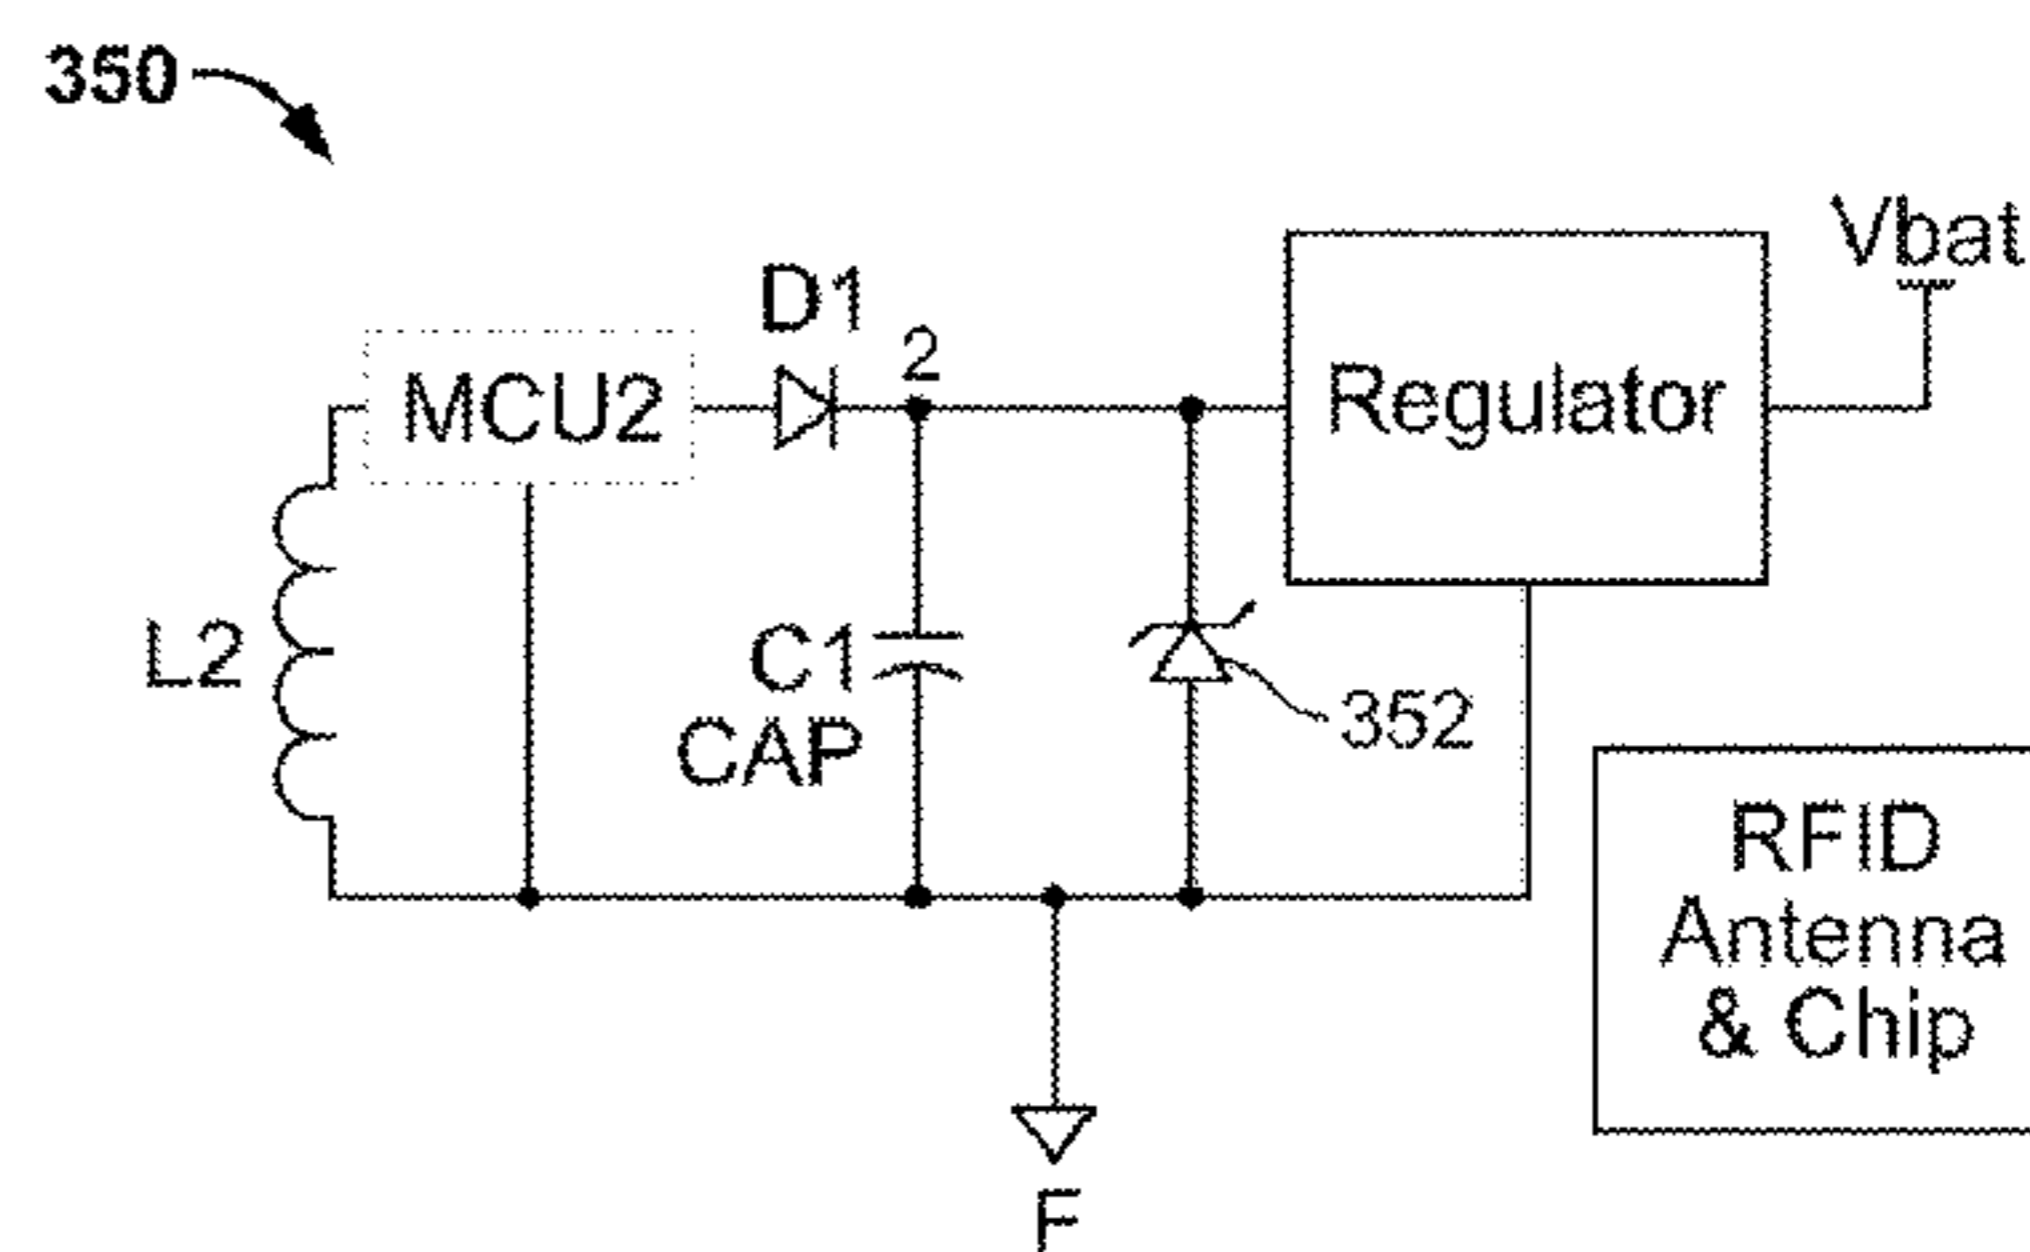 350
Vbat
D1
2
MCU2
Regulator
L2
C1
CAP
352
RFID
Antenna
& Chip
F